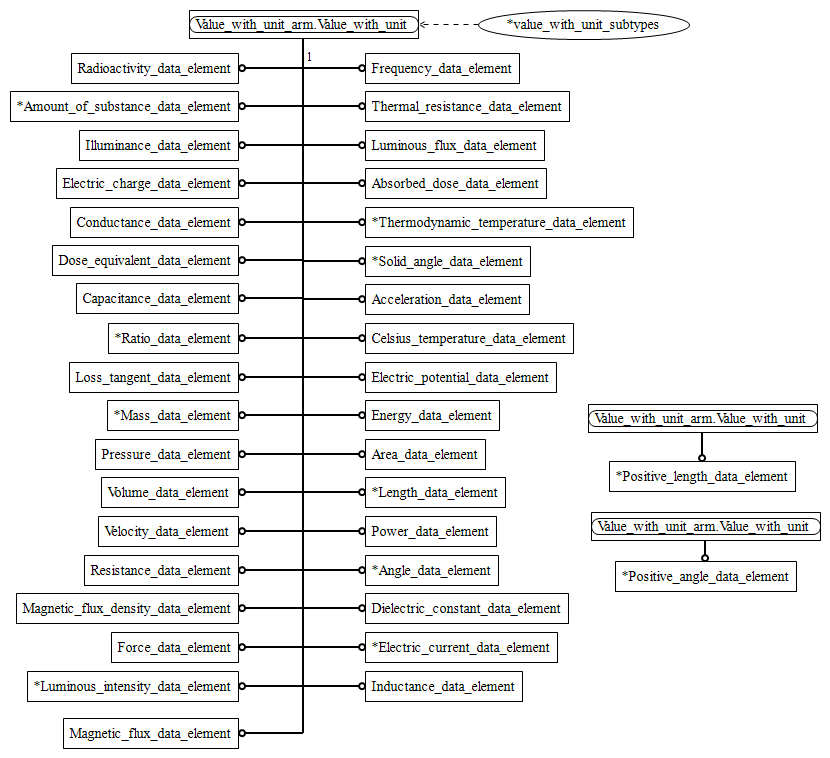 Value_with_unit_arm.Value_with_unit
*value_with_unit_subtypes
1
Radioactivity_data_element
Frequency_data_element
*Amount_of_substance_data_element
Thermal_resistance_data_element
Illuminance_data_element
Luminous_flux_data_element
Electric_charge_data_element
Absorbed_dose_data_element
Conductance_data_element
*Thermodynamic_temperature_data_element
Dose_equivalent_data_element
*Solid_angle_data_element
Capacitance_data_element
Acceleration_data_element
*Ratio_data_element
Celsius_temperature_data_element
Loss_tangent_data_element
Electric_potential_data_element
*Mass_data_element
Energy_data_element
Value_with_unit_arm.Value_with_unit
Pressure_data_element
Area_data_element
*Positive_length_data_element
Volume_data_element
*Length_data_element
Velocity_data_element
Power_data_element
Value_with_unit_arm.Value_with_unit
Resistance_data_element
*Angle_data_element
*Positive_angle_data_element
Magnetic_flux_density_data_element
Dielectric_constant_data_element
Force_data_element
*Electric_current_data_element
*Luminous_intensity_data_element
Inductance_data_element
Magnetic_flux_data_element